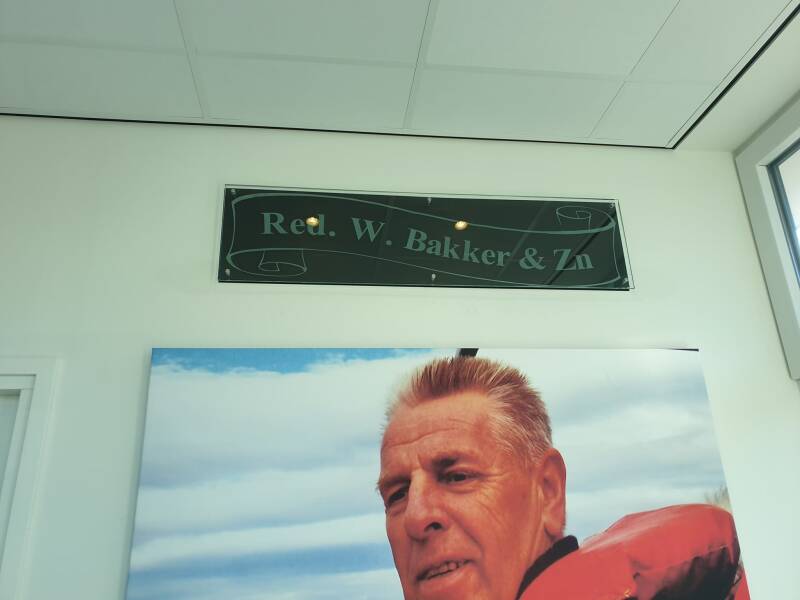 Red. W. Bakker & Zn